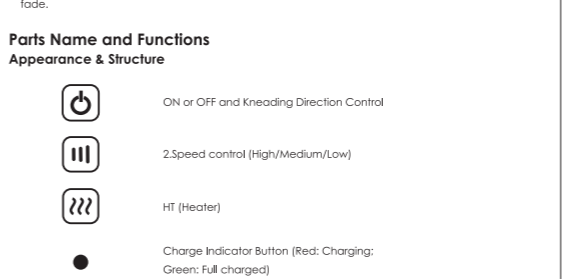 fade.
Parts Name and Functions
Appearance & Structure
ON or OFF and Kneading Direction Control
2.Speed control (High/Medium/Low)
HT (Heater)
Charge Indicator Button (Red: Charging;
Green: Full charged)